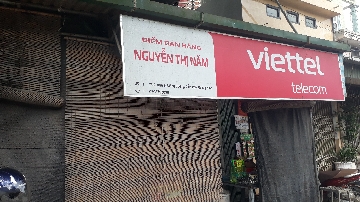 ĐIỂM BÁN HÀNG
NGUYỄN THỊ NĂM
viettel
telecom